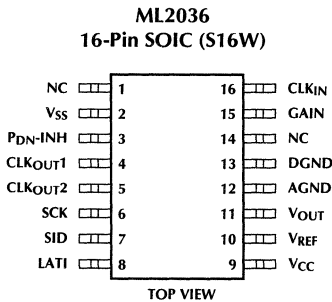 ML2036
16-Pin SOIC (S16W)
NC 1 16 CLKIN
VSS 2 15 GAIN
PDN-INH 3 14 NC
CLKOUT1 4 13 DGND
CLKOUT2 5 12 AGND
SCK 6 11 VOUT
SID 7 10 VREF
LATI 8 9 VCC
TOP VIEW